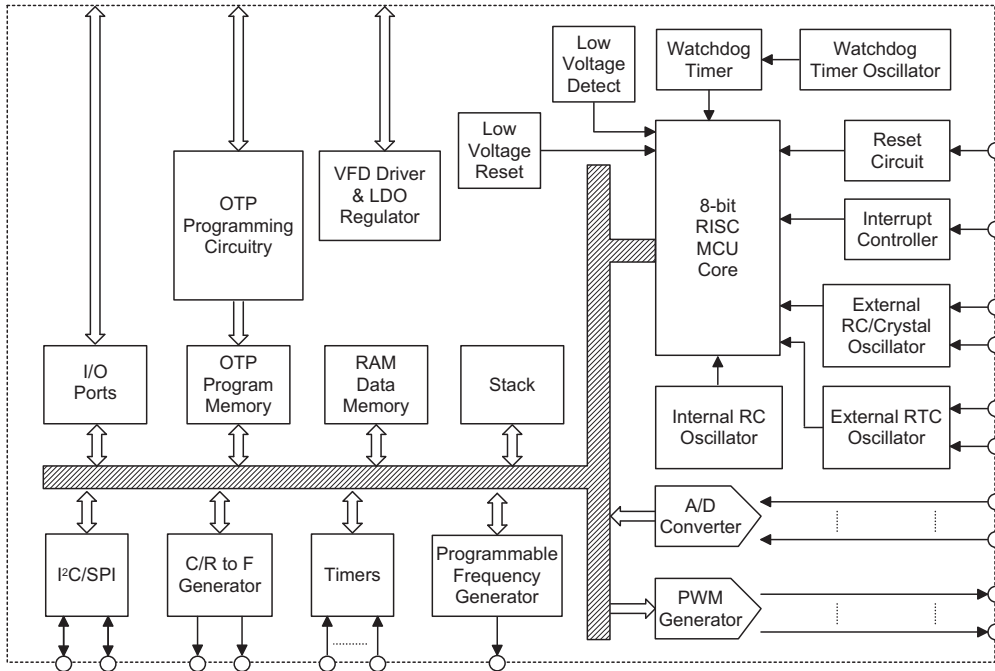 Low
Voltage
Detect
Watchdog
Timer
Watchdog
Timer Oscillator
Low
Voltage
Reset
Reset
Circuit
OTP
Programming
Circuitry
VFD Driver
& LDO
Regulator
8-bit
RISC
MCU
Core
Interrupt
Controller
External
RC/Crystal
Oscillator
I/O
Ports
OTP
Program
Memory
RAM
Data
Memory
Stack
Internal RC
Oscillator
External RTC
Oscillator
A/D
Converter
I²C/SPI
C/R to F
Generator
Timers
Programmable
Frequency
Generator
PWM
Generator